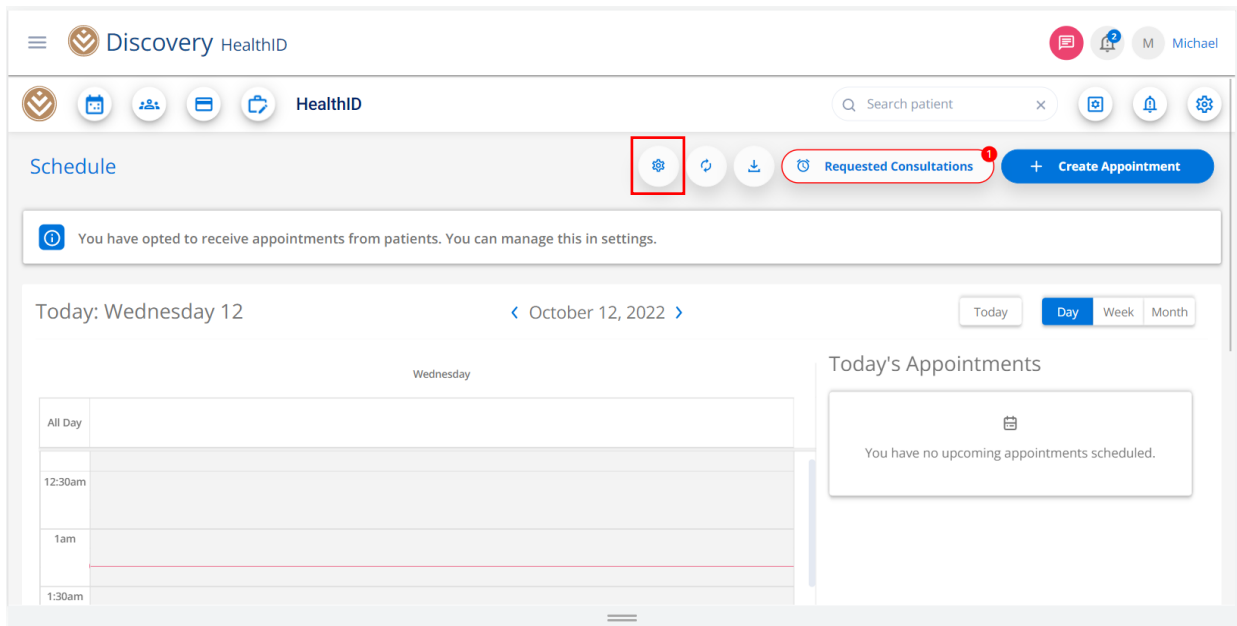 Discovery HealthID
2
M Michael
HealthID
Search patient
Schedule
Requested Consultations
1
+ Create Appointment
You have opted to receive appointments from patients. You can manage this in settings.
Today: Wednesday 12
< October 12, 2022 >
Today
Day Week Month
Wednesday
All Day
12:30am
1am
1:30am
Today's Appointments
You have no upcoming appointments scheduled.